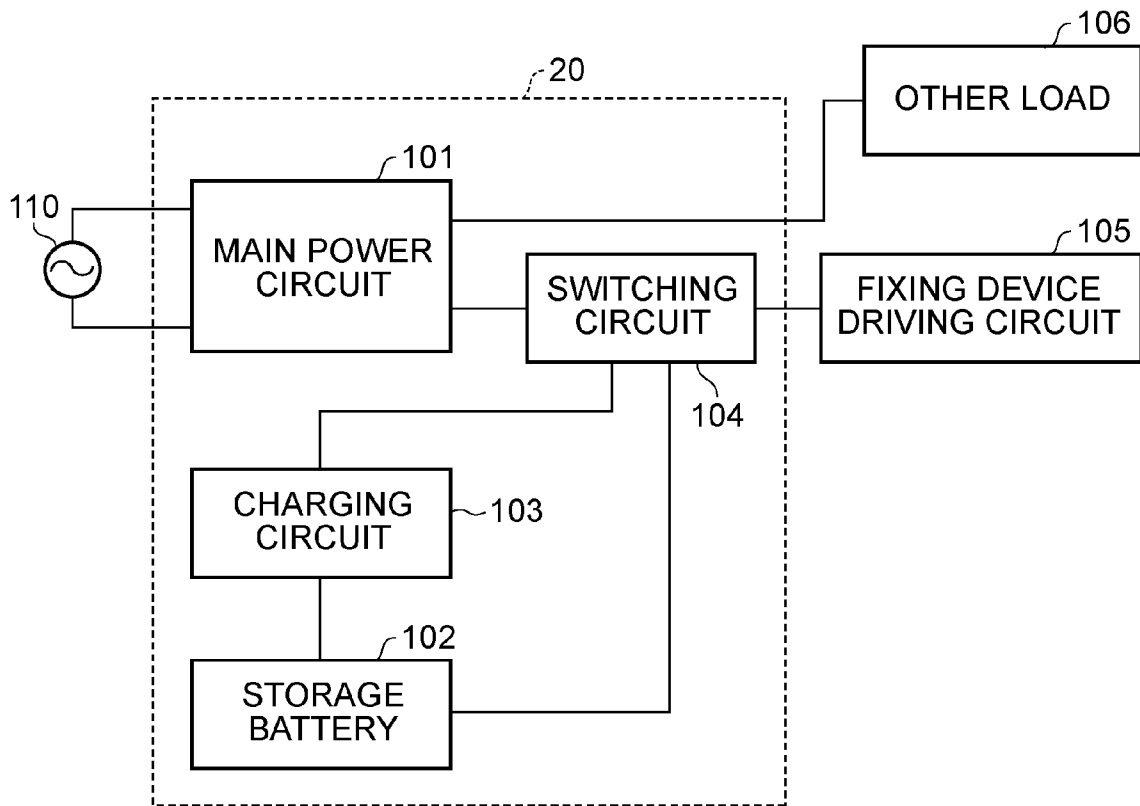 106
20
OTHER LOAD
101
110
MAIN POWER
CIRCUIT
105
SWITCHING
CIRCUIT
FIXING DEVICE
DRIVING CIRCUIT
104
CHARGING
CIRCUIT
103
102
STORAGE
BATTERY